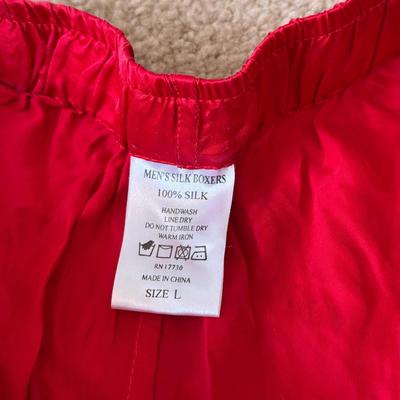 MEN'S SILK BOXERS
100% SILK
HANDWASH
LINE DRY
DO NOT TUMBLE DRY
WARM IRON
RN 17730
MADE IN CHINA
SIZE L